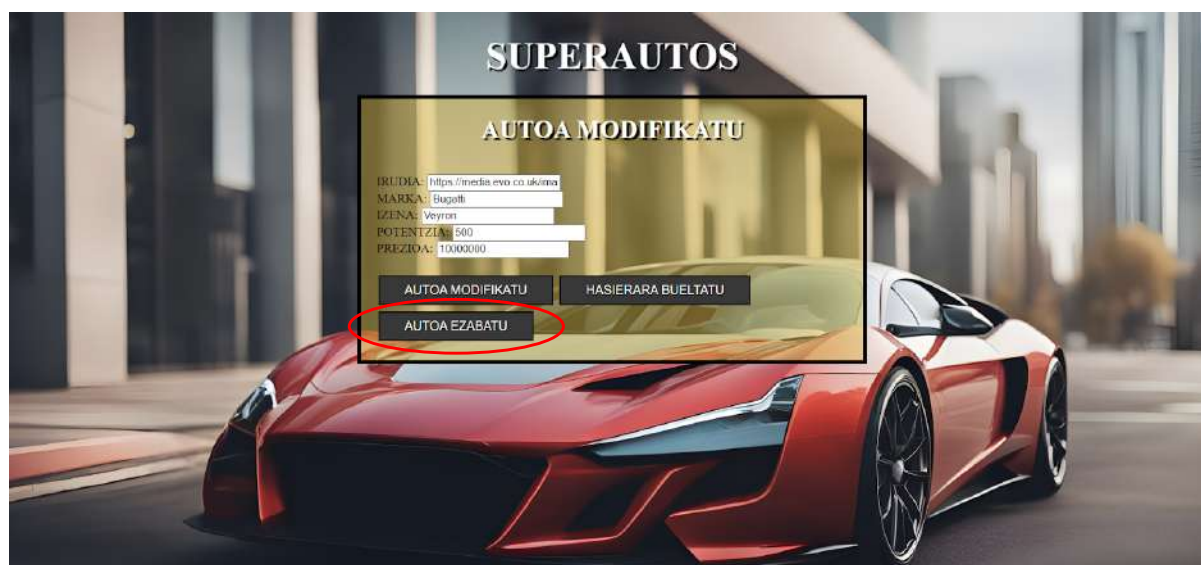 SUPERAUTOS
AUTOA MODIFIKATU
IRUDIA: https://media.evo.co.uk/ima
MARKA: Bugatti
IZENA: Veyron
POTENTZIA: 500
PREZIOA: 10000000
AUTOA MODIFIKATU HASIERARA BUELTATU
AUTOA EZABATU